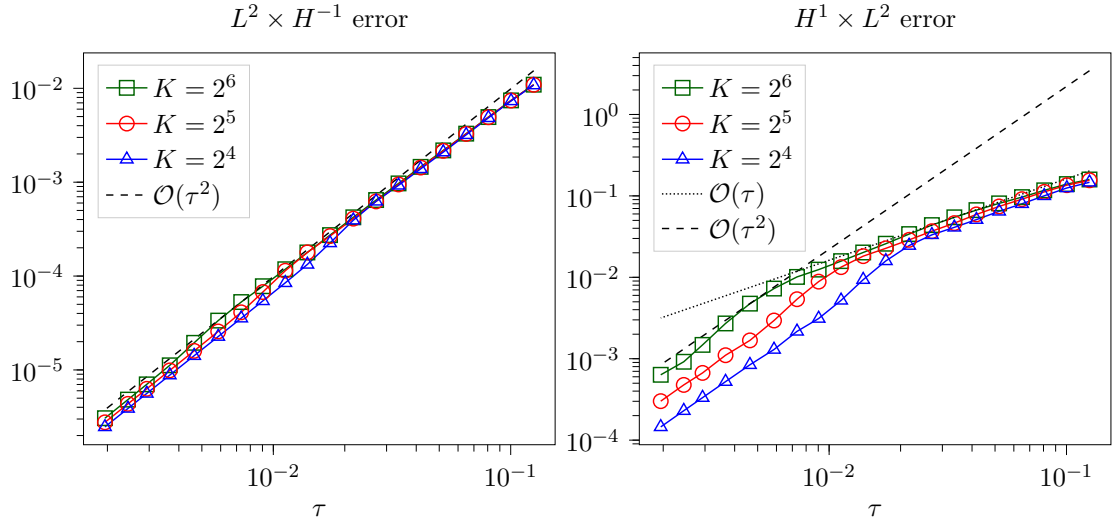 L² × H⁻¹ error
10⁻²
10⁻³
10⁻⁴
10⁻⁵
K = 2⁶
K = 2⁵
K = 2⁴
O(τ²)
10⁻²
10⁻¹
τ
H¹ × L² error
10⁰
10⁻¹
10⁻²
10⁻³
10⁻⁴
K = 2⁶
K = 2⁵
K = 2⁴
O(τ)
O(τ²)
10⁻²
10⁻¹
τ